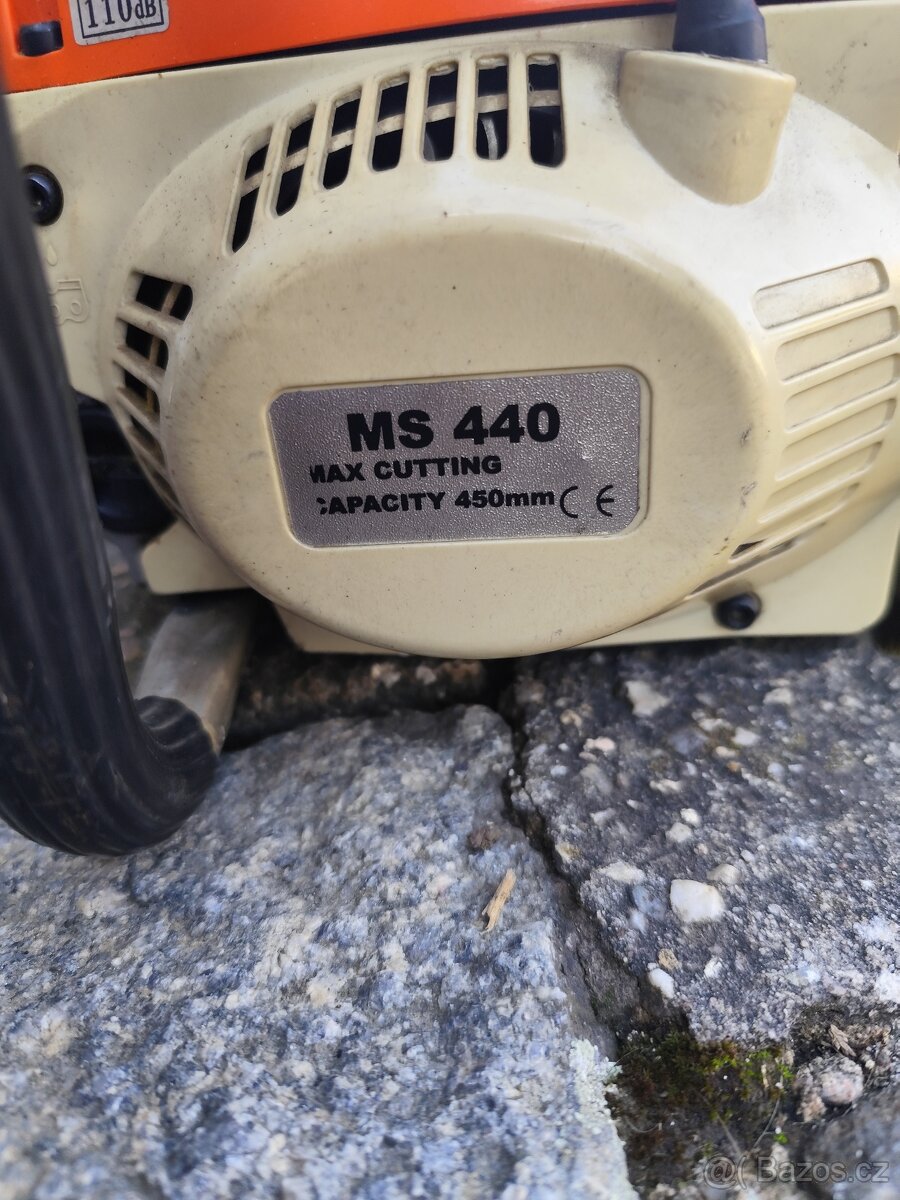 110dB
MS 440
MAX CUTTING
CAPACITY 450mm CE
@( Bazos.cz